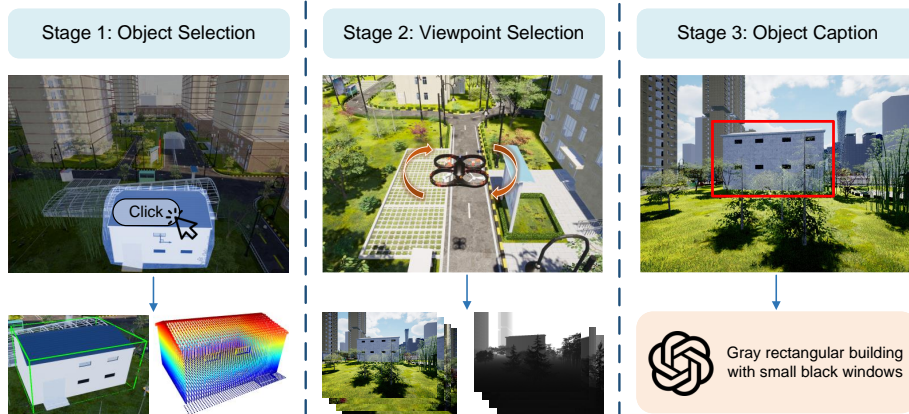 Stage 1: Object Selection
Stage 2: Viewpoint Selection
Stage 3: Object Caption
Click
Gray rectangular building
with small black windows